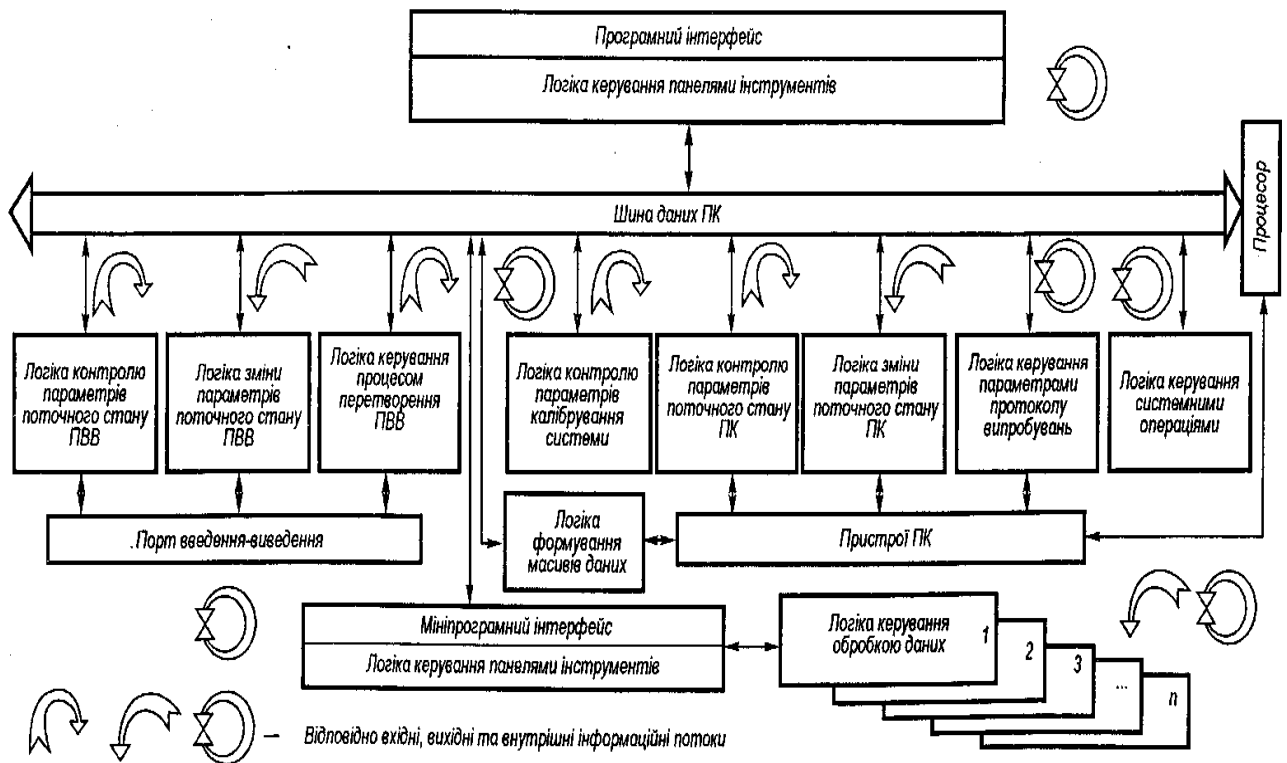 Програмний інтерфейс
Логіка керування панелями інструментів
Процесор
Шина даних ПК
Логіка контролю
параметрів
поточного стану
ПВВ
Логіка зміни
параметрів
поточного стану
ПВВ
Логіка керування
процесом
перетворення
ПВВ
Логіка контролю
параметрів
калібрування
системи
Логіка контролю
параметрів
поточного стану
ПК
Логіка зміни
параметрів
поточного стану
ПК
Логіка керування
параметрами
протоколу
випробувань
Логіка керування
системними
операціями
Порт введення-виведення
Логіка
формування
масивів даних
Пристрої ПК
Мініпрограмний інтерфейс
Логіка керування панелями інструментів
Логіка керування
обробкою даних
1
2
3
...
n
— Відповідно вхідні, вихідні та внутрішні інформаційні потоки